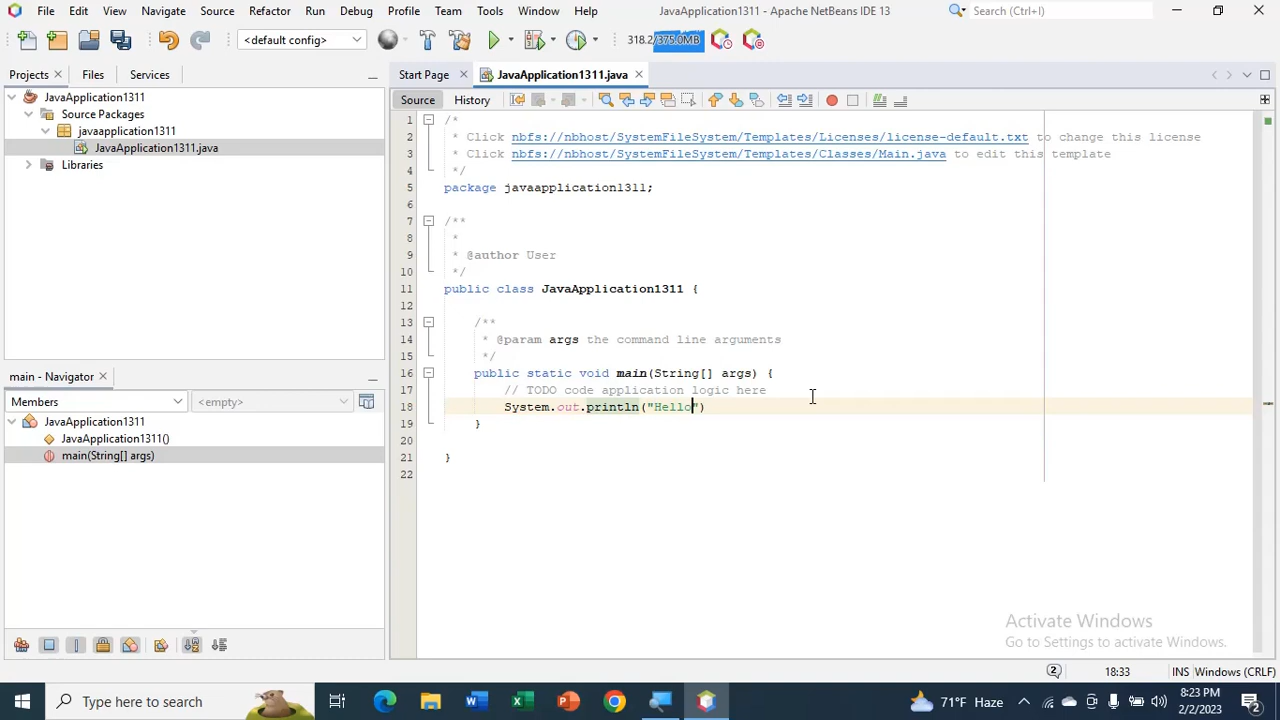 File Edit View Navigate Source Refactor Run Debug Profile Team Tools Window Help JavaApplication1311 - Apache NetBeans IDE 13 Search (Ctrl+I)
<default config> 318.2/375.0MB
Projects Files Services Start Page JavaApplication1311.java
Source History
JavaApplication1311
Source Packages
javaapplication1311
JavaApplication1311.java
Libraries
main - Navigator
Members <empty>
JavaApplication1311
JavaApplication1311()
main(String[] args)
1 /*
2 * Click nbfs://nbhost/SystemFileSystem/Templates/Licenses/license-default.txt to change this license
3 * Click nbfs://nbhost/SystemFileSystem/Templates/Classes/Main.java to edit this template
4 */
5 package javaapplication1311;
6
7 /**
8 *
9 * @author User
10 */
11 public class JavaApplication1311 {
12
13 /**
14 * @param args the command line arguments
15 */
16 public static void main(String[] args) {
17 // TODO code application logic here
18 System.out.println("Hello")
19 }
20
21 }
22
Activate Windows
Go to Settings to activate Windows.
2 18:33 INS Windows (CRLF)
Type here to search 71°F Haze 8:23 PM
2/2/2023 2